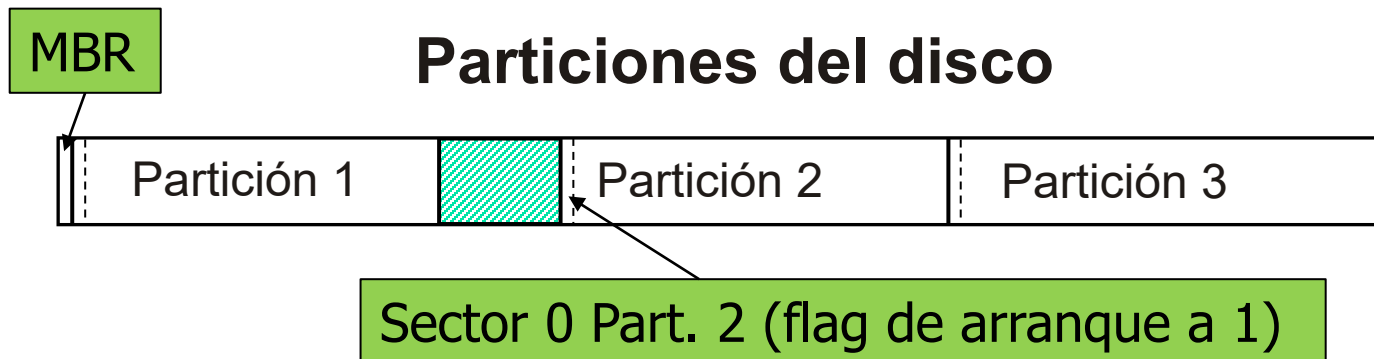 MBR
Particiones del disco
Partición 1
Partición 2
Partición 3
Sector 0 Part. 2 (flag de arranque a 1)